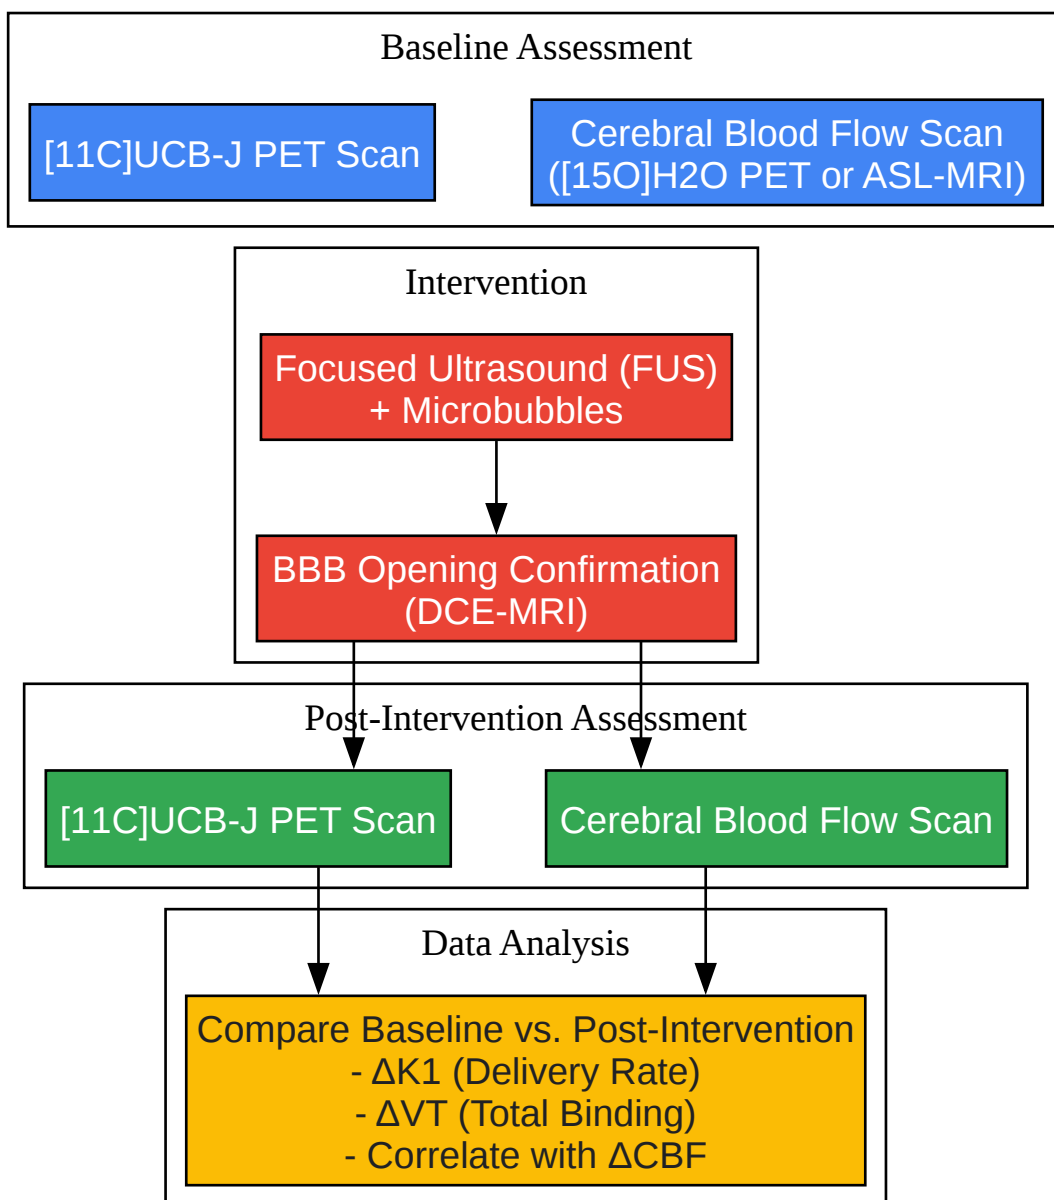 Baseline Assessment
[11C]UCB-J PET Scan
Cerebral Blood Flow Scan
([15O]H2O PET or ASL-MRI)
Intervention
Focused Ultrasound (FUS)
+ Microbubbles
BBB Opening Confirmation
(DCE-MRI)
Post-Intervention Assessment
[11C]UCB-J PET Scan
Cerebral Blood Flow Scan
Data Analysis
Compare Baseline vs. Post-Intervention
- ΔK1 (Delivery Rate)
- ΔVT (Total Binding)
- Correlate with ΔCBF